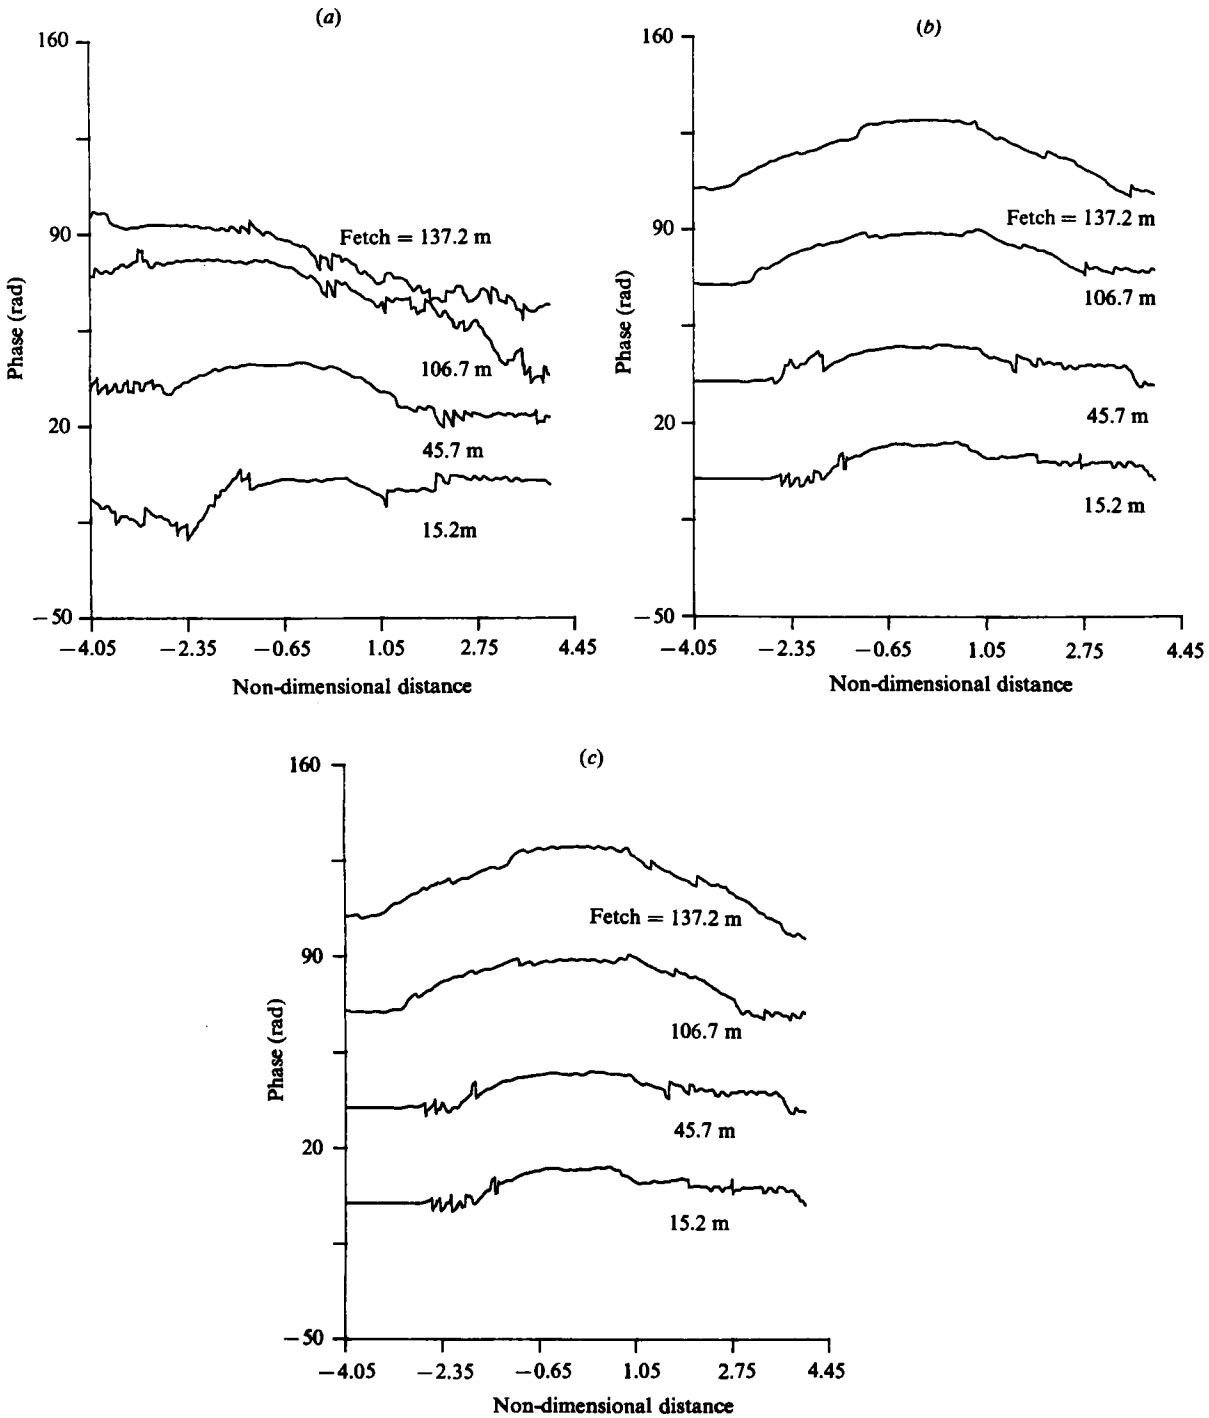 (a)
160
90
20
−50
Phase (rad)
Fetch = 137.2 m
106.7 m
45.7 m
15.2m
−4.05 −2.35 −0.65 1.05 2.75 4.45
Non-dimensional distance
(b)
160
90
20
−50
Phase (rad)
Fetch = 137.2 m
106.7 m
45.7 m
15.2 m
−4.05 −2.35 −0.65 1.05 2.75 4.45
Non-dimensional distance
(c)
160
90
20
−50
Phase (rad)
Fetch = 137.2 m
106.7 m
45.7 m
15.2 m
−4.05 −2.35 −0.65 1.05 2.75 4.45
Non-dimensional distance